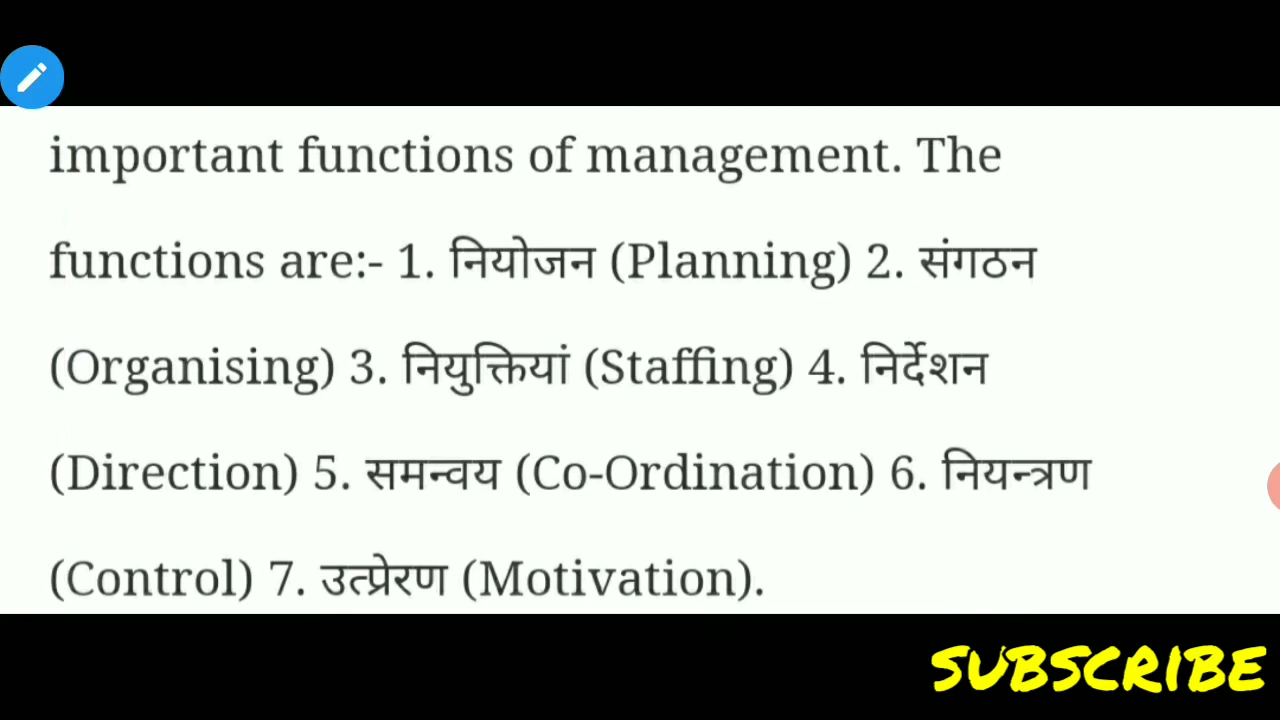 important functions of management. The
functions are:- 1. नियोजन (Planning) 2. संगठन
(Organising) 3. नियुक्तियां (Staffing) 4. निर्देशन
(Direction) 5. समन्वय (Co-Ordination) 6. नियन्त्रण
(Control) 7. उत्प्रेरण (Motivation).
SUBSCRIBE